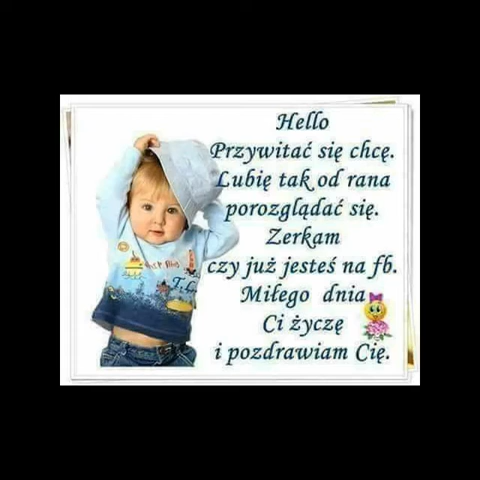 Hello
Przywitać się chcę.
Lubię tak od rana
porozglądać się.
Zerkam
czy już jesteś na fb.
Miłego dnia
Ci życzę
i pozdrawiam Cię.